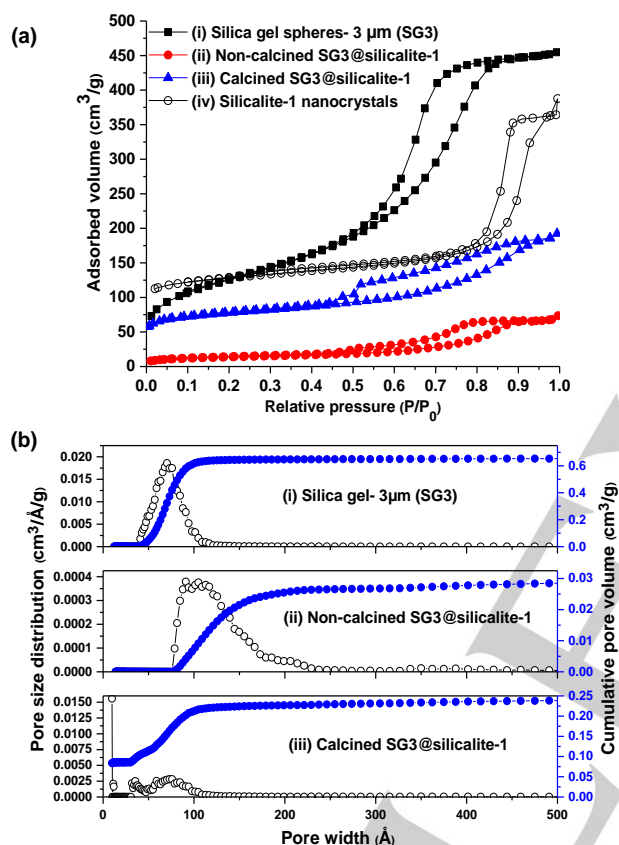 (a)
500
450
400
350
300
250
200
150
100
50
0
Adsorbed volume (cm³/g)
(i) Silica gel spheres- 3 µm (SG3)
(ii) Non-calcined SG3@silicalite-1
(iii) Calcined SG3@silicalite-1
(iv) Silicalite-1 nanocrystals
0.0 0.1 0.2 0.3 0.4 0.5 0.6 0.7 0.8 0.9 1.0
Relative pressure (P/P₀)
(b)
Pore size distribution (cm³/Å/g)
Cumulative pore volume (cm³/g)
0.020
0.015
0.010
0.005
0.000
(i) Silica gel- 3µm (SG3)
0.6
0.4
0.2
0.0
0.0004
0.0003
0.0002
0.0001
0.0000
(ii) Non-calcined SG3@silicalite-1
0.03
0.02
0.01
0.00
0.0150
0.0125
0.0100
0.0075
0.0050
0.0025
0.0000
(iii) Calcined SG3@silicalite-1
0.25
0.20
0.15
0.10
0.05
0.00
0 50 100 150 200 250 300 350 400 450 500
Pore width (Å)